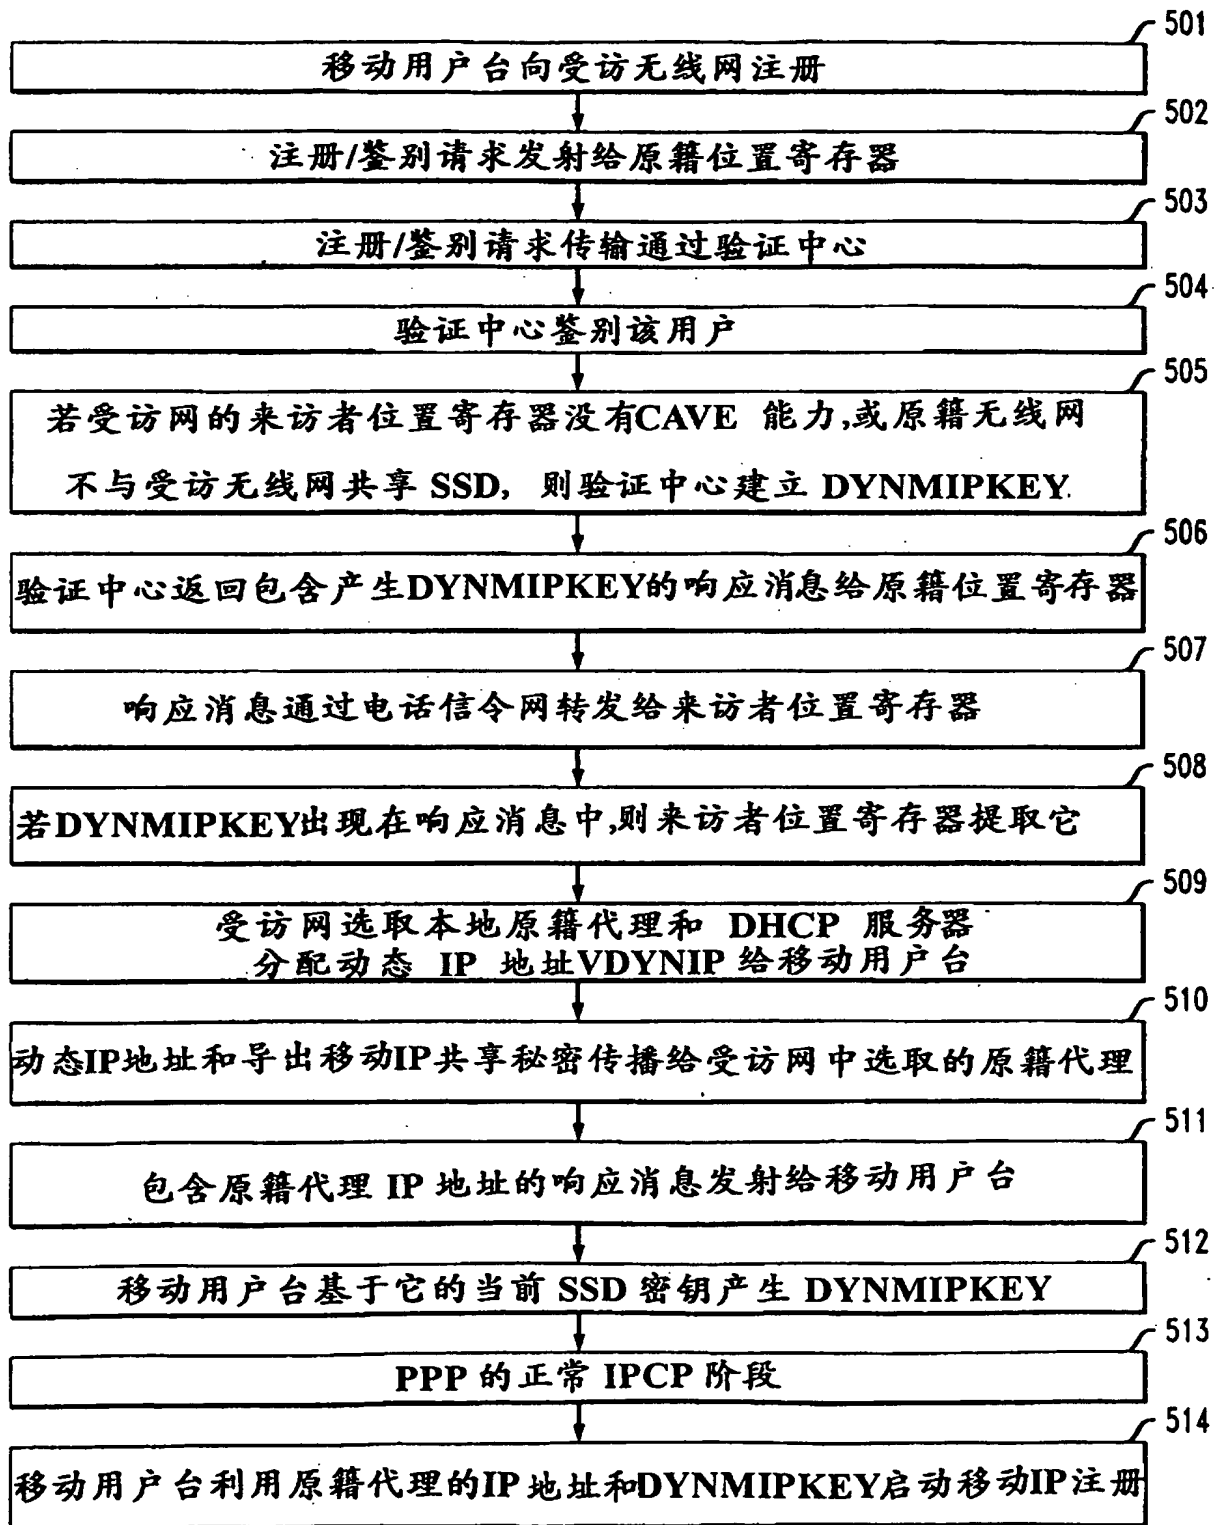 501
移动用户台向受访无线网注册
502
注册/鉴别请求发射给原籍位置寄存器
503
注册/鉴别请求传输通过验证中心
504
验证中心鉴别该用户
505
若受访网的来访者位置寄存器没有CAVE 能力,或原籍无线网
不与受访无线网共享 SSD, 则验证中心建立 DYNMIPKEY.
506
验证中心返回包含产生DYNMIPKEY的响应消息给原籍位置寄存器
507
响应消息通过电话信令网转发给来访者位置寄存器
508
若DYNMIPKEY出现在响应消息中,则来访者位置寄存器提取它
509
受访网选取本地原籍代理和 DHCP 服务器
分配动态 IP 地址VDYNIP 给移动用户台
510
动态IP地址和导出移动IP共享秘密传播给受访网中选取的原籍代理
511
包含原籍代理 IP 地址的响应消息发射给移动用户台
512
移动用户台基于它的当前 SSD 密钥产生 DYNMIPKEY
513
PPP 的正常 IPCP 阶段
514
移动用户台利用原籍代理的IP 地址和DYNMIPKEY启动移动IP注册